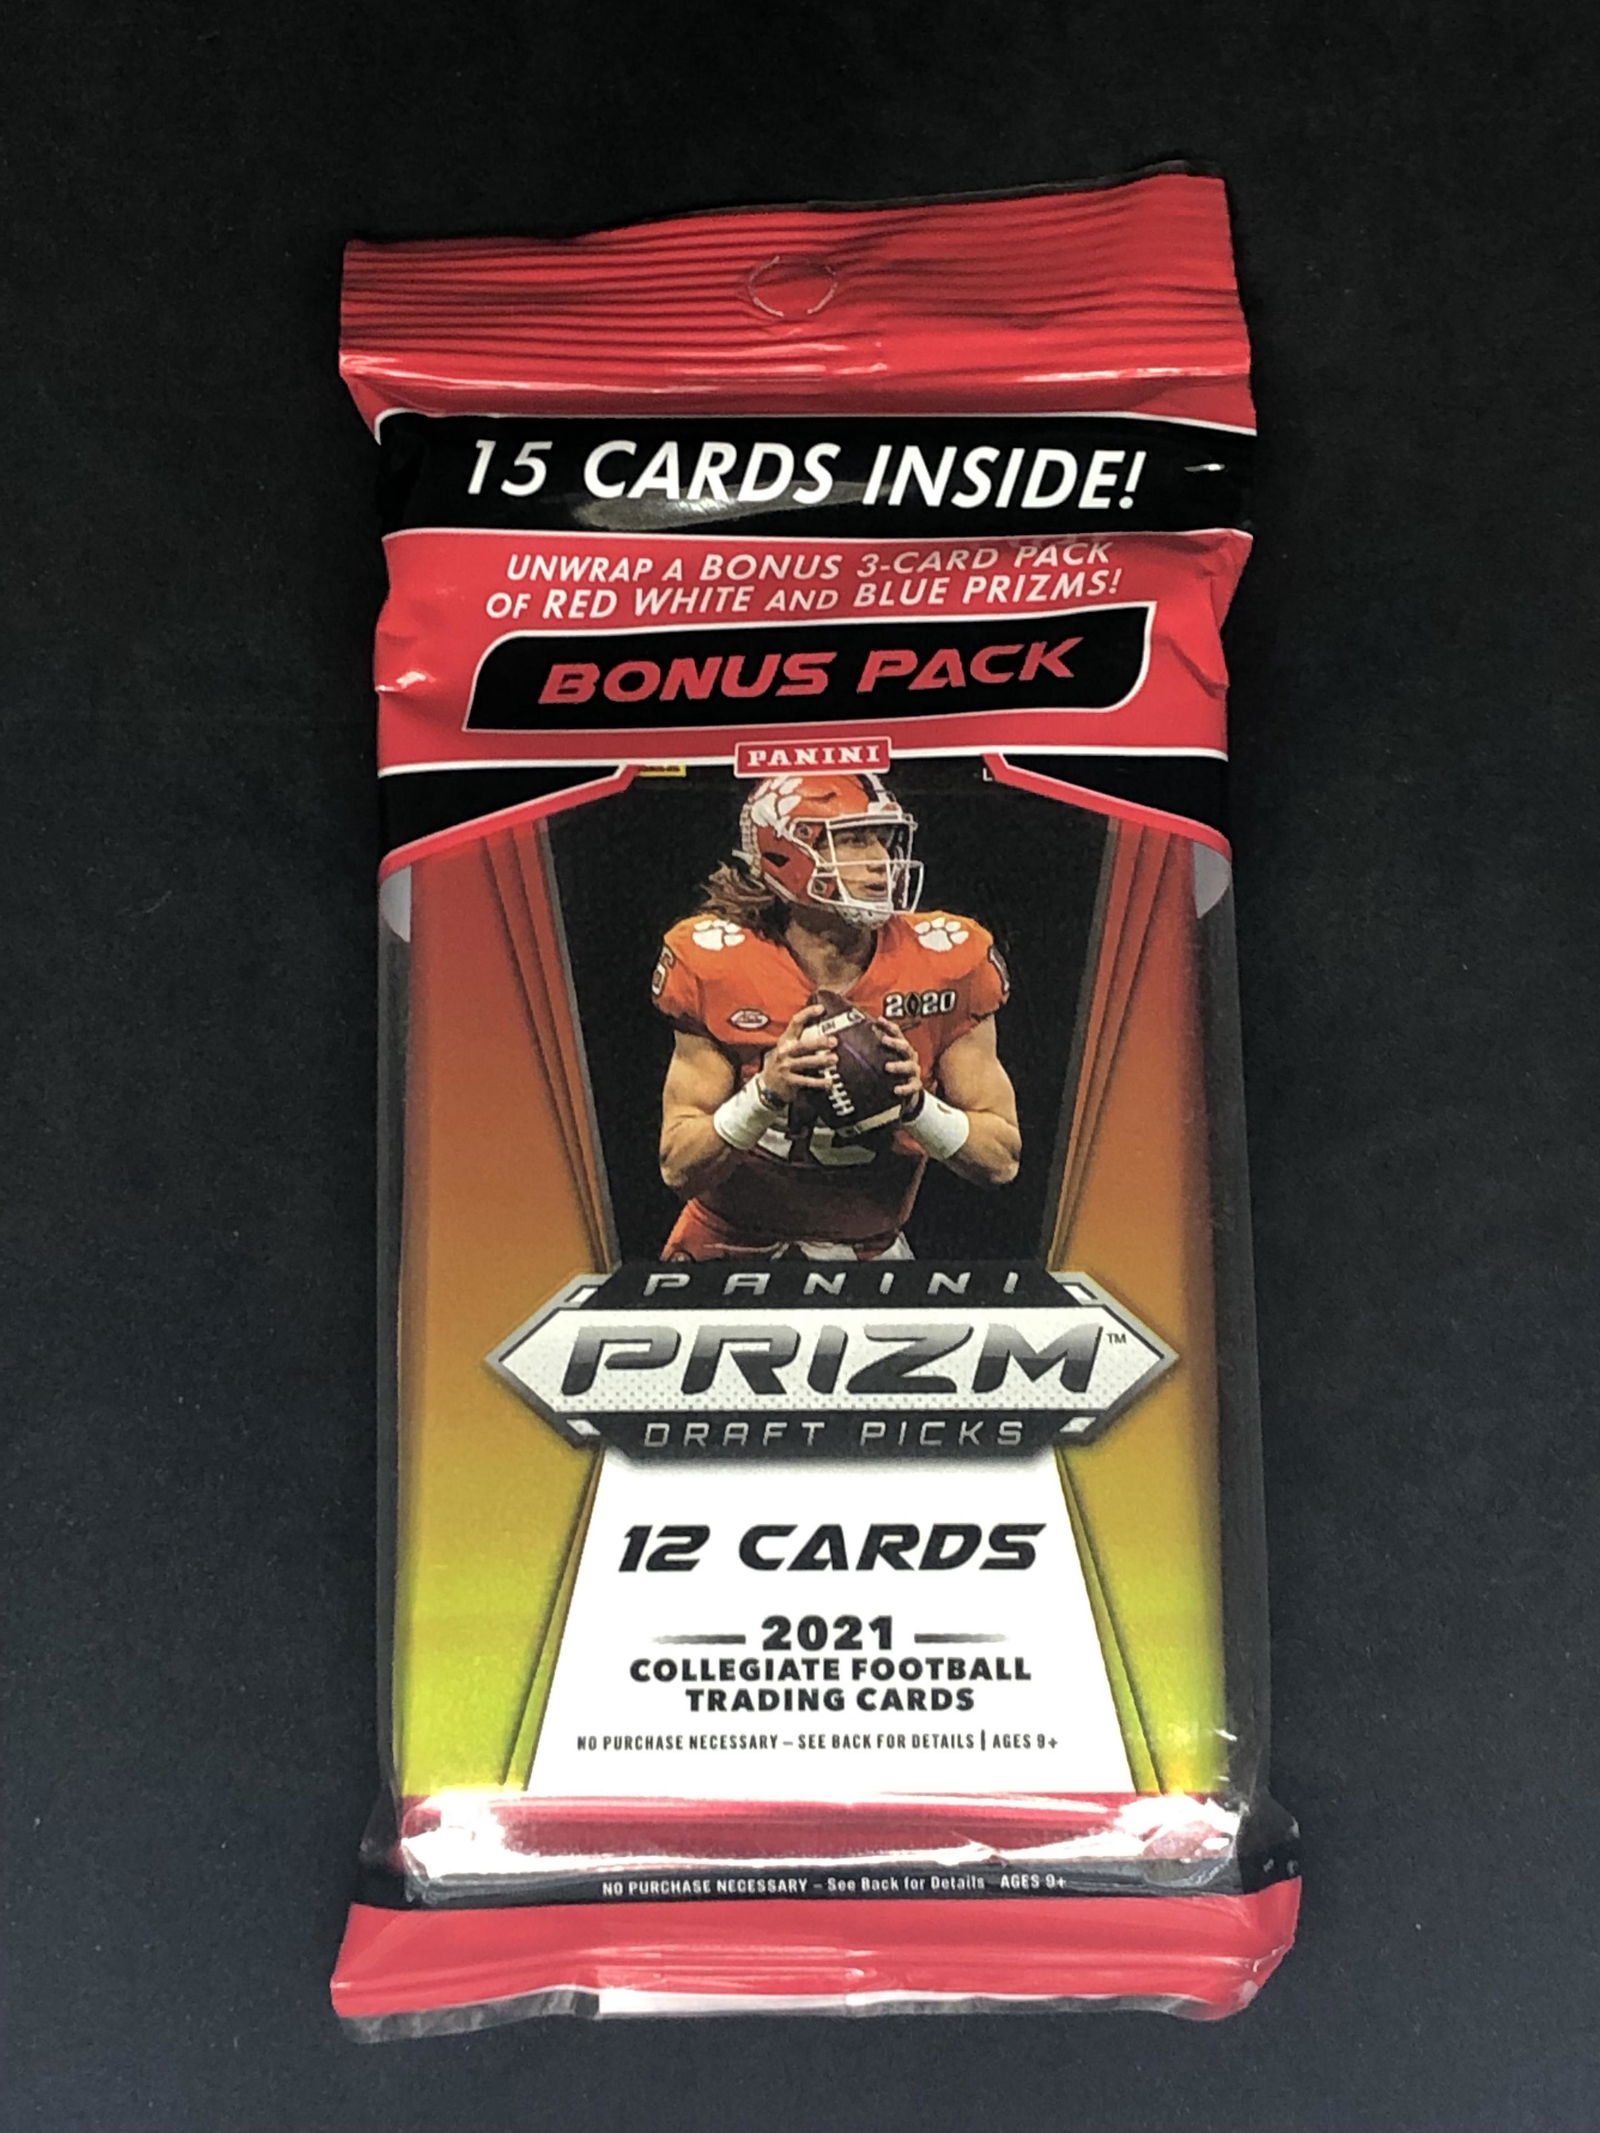 15 CARDS INSIDE!
UNWRAP A BONUS 3-CARD PACK
OF RED WHITE AND BLUE PRIZMS!
BONUS PACK
PANINI
2020
ACC
PANINI
PRIZM™
DRAFT PICKS
12 CARDS
2021
COLLEGIATE FOOTBALL
TRADING CARDS
NO PURCHASE NECESSARY – SEE BACK FOR DETAILS | AGES 9+
NO PURCHASE NECESSARY – See Back for Details AGES 9+